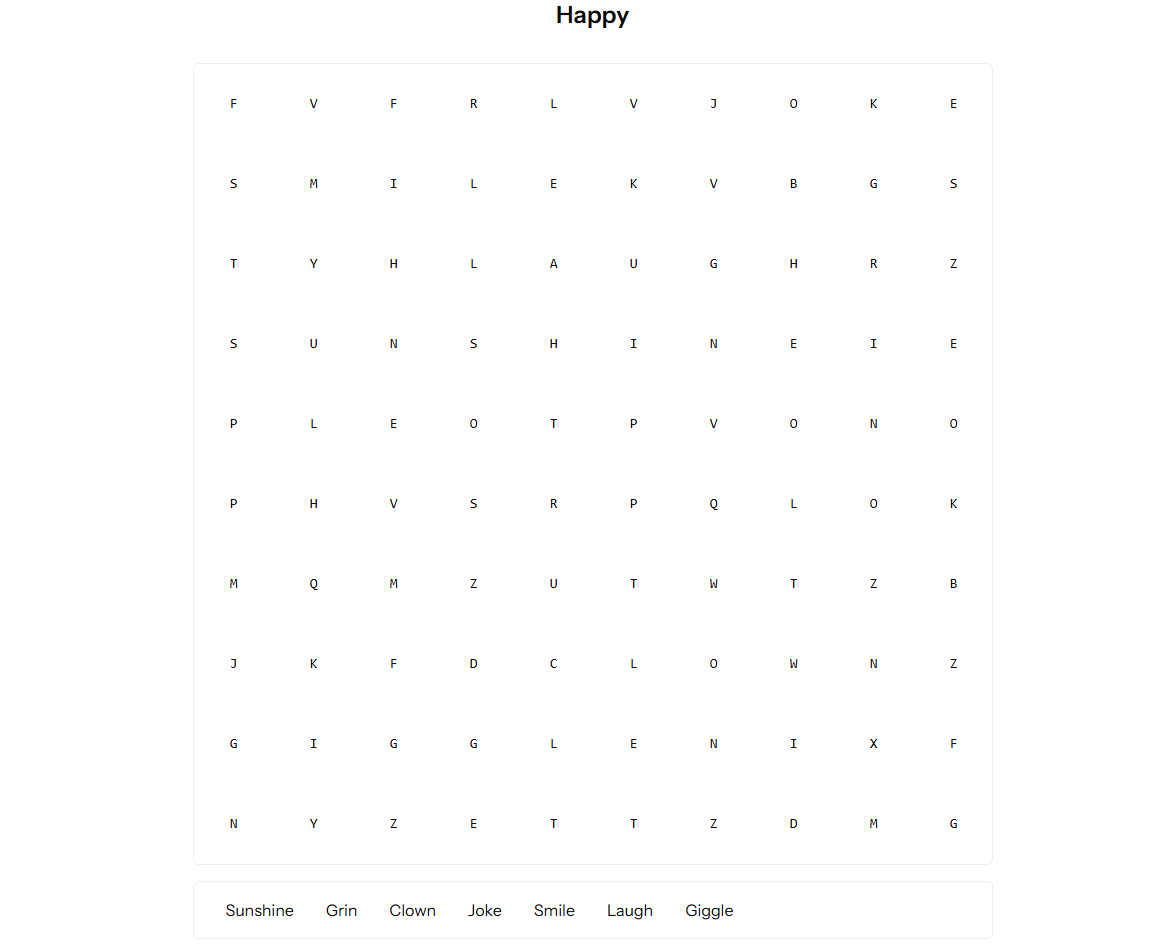 Happy
F V F R L V J O K E
S M I L E K V B G S
T Y H L A U G H R Z
S U N S H I N E I E
P L E O T P V O N O
P H V S R P Q L O K
M Q M Z U T W T Z B
J K F D C L O W N Z
G I G G L E N I X F
N Y Z E T T Z D M G
Sunshine Grin Clown Joke Smile Laugh Giggle